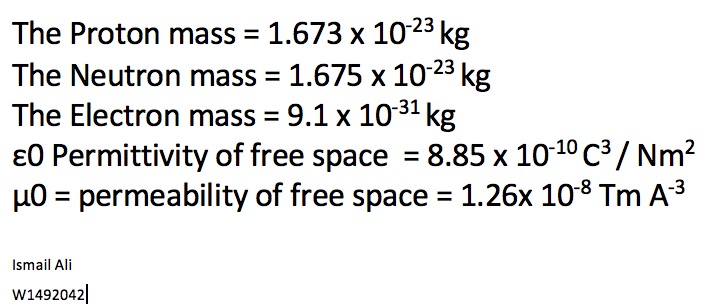 The Proton mass = 1.673 x 10⁻²³ kg
The Neutron mass = 1.675 x 10⁻²³ kg
The Electron mass = 9.1 x 10⁻³¹ kg
ε0 Permittivity of free space = 8.85 x 10⁻¹⁰ C³ / Nm²
μ0 = permeability of free space = 1.26x 10⁻⁸ Tm A⁻³
Ismail Ali
W1492042